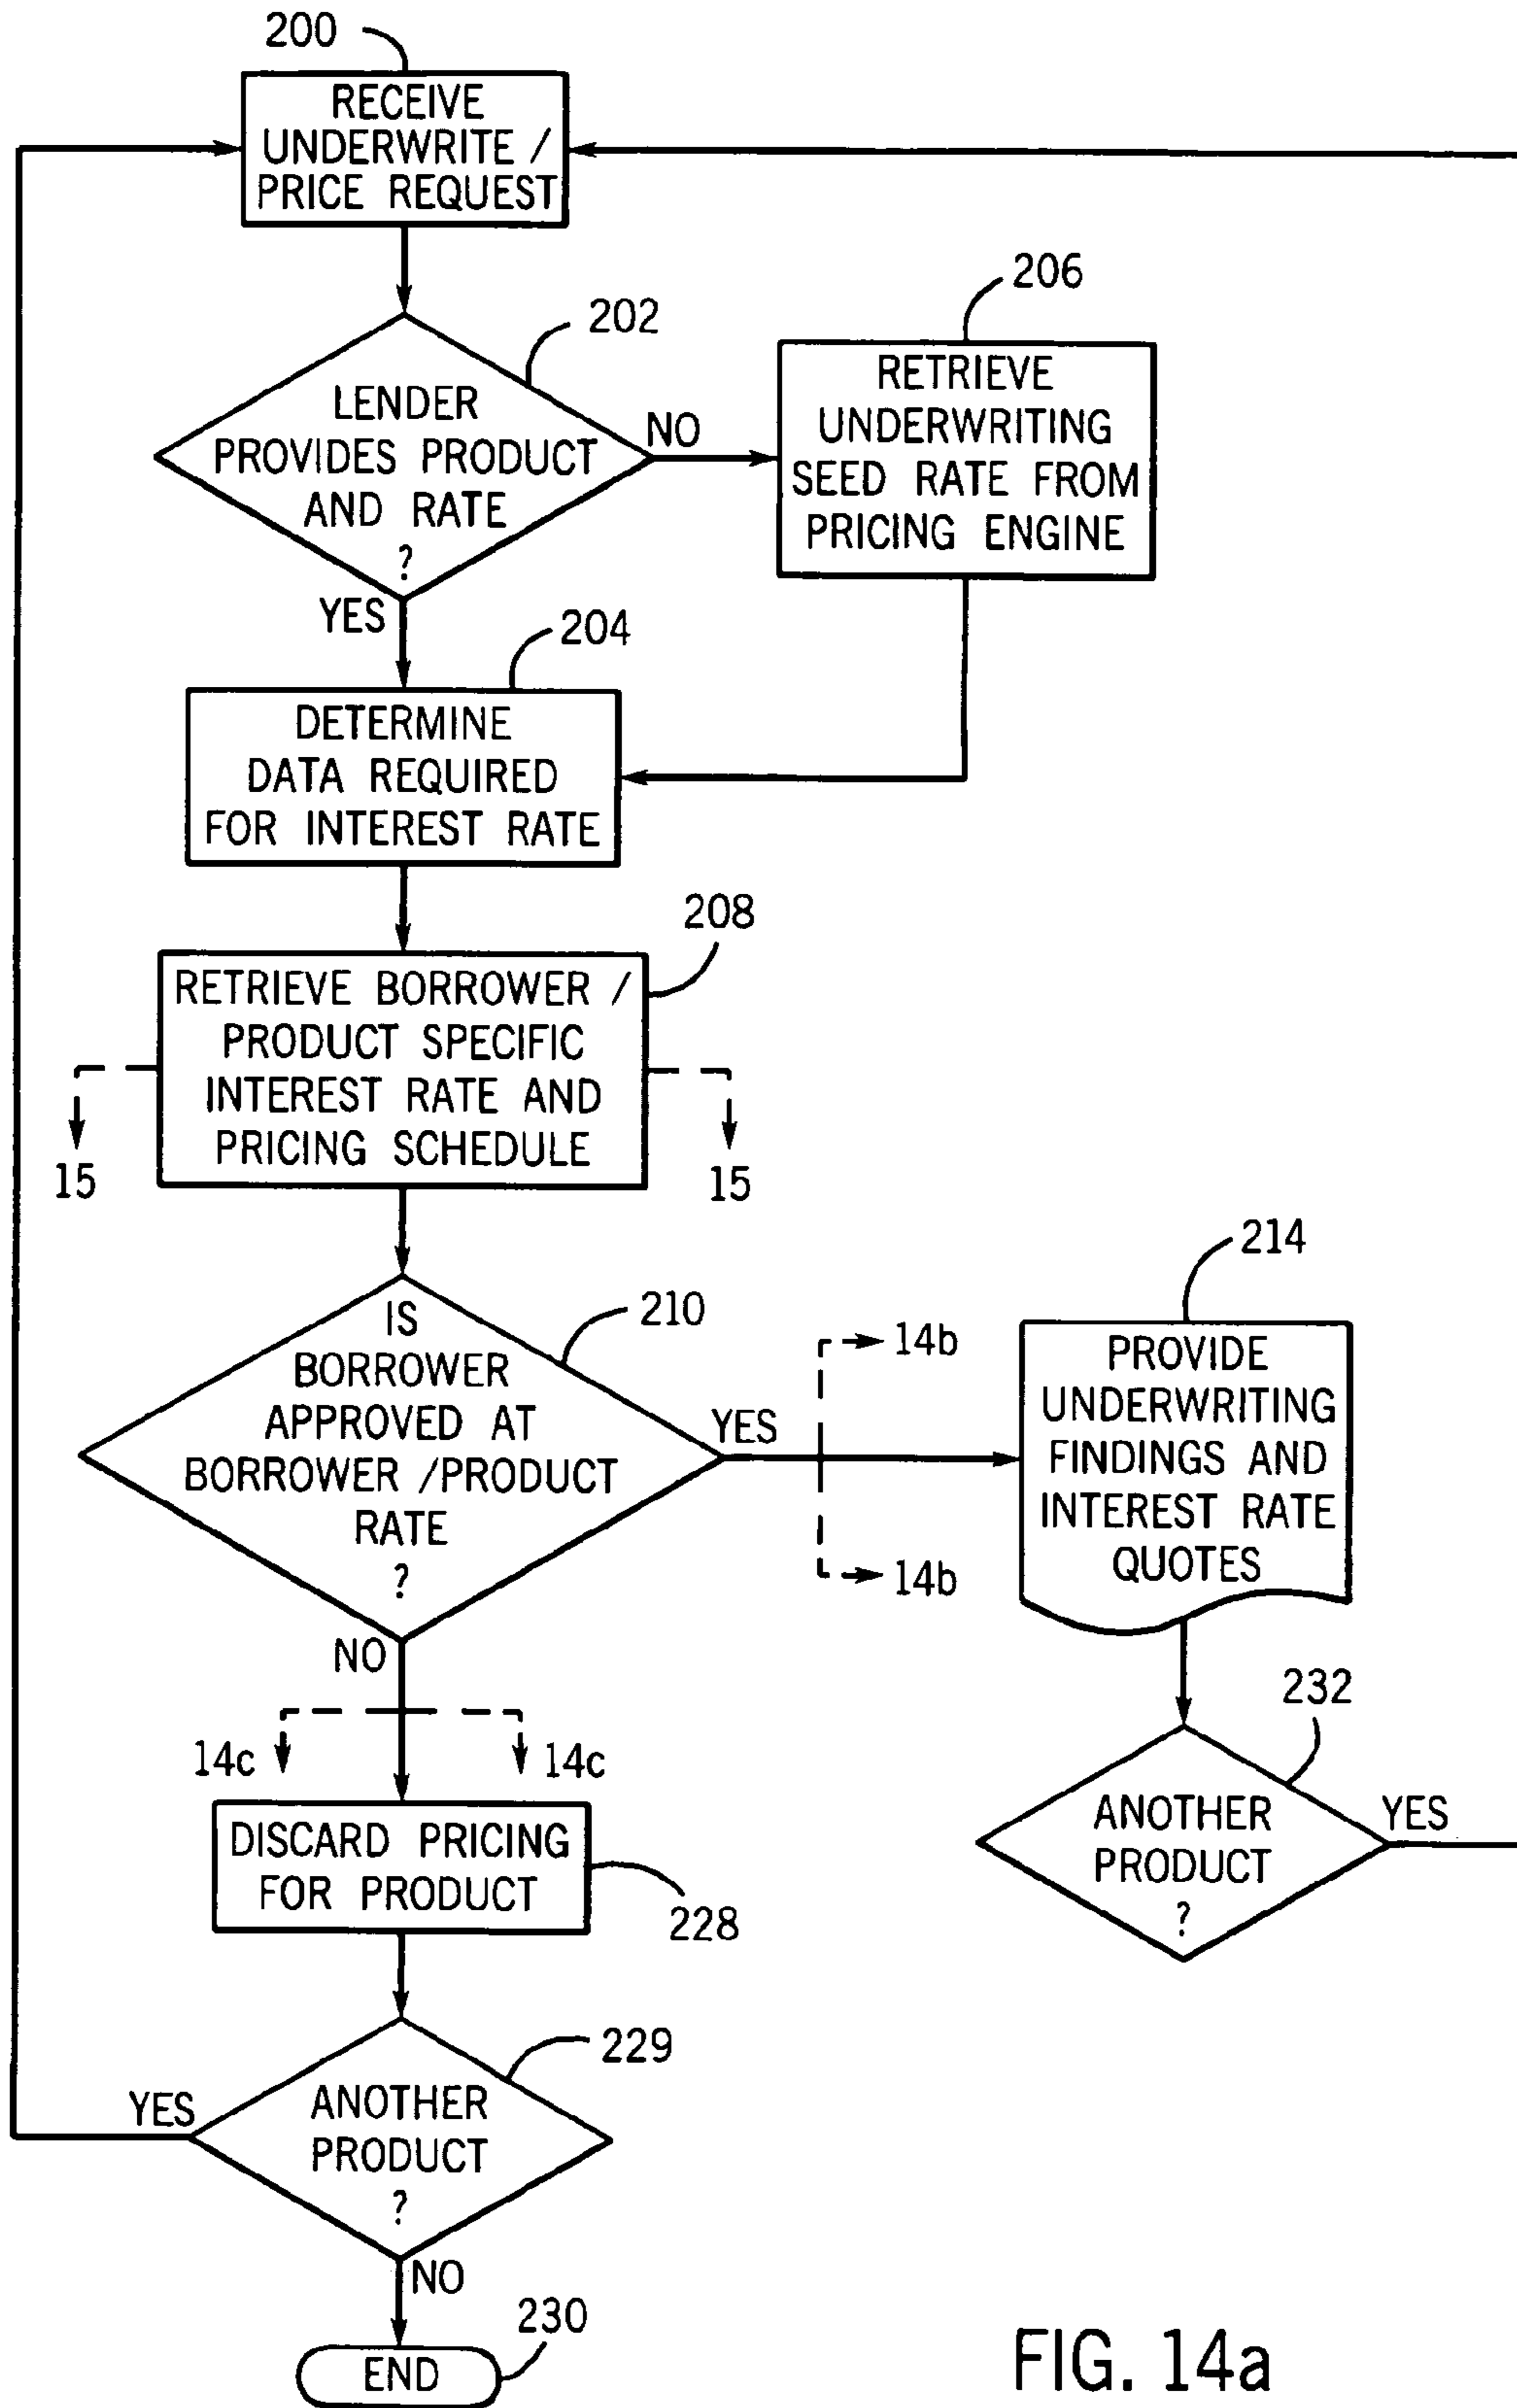 200
RECEIVE
UNDERWRITE /
PRICE REQUEST
202
LENDER
PROVIDES PRODUCT
AND RATE
?
NO
YES
206
RETRIEVE
UNDERWRITING
SEED RATE FROM
PRICING ENGINE
204
DETERMINE
DATA REQUIRED
FOR INTEREST RATE
208
RETRIEVE BORROWER /
PRODUCT SPECIFIC
INTEREST RATE AND
PRICING SCHEDULE
15
15
210
IS
BORROWER
APPROVED AT
BORROWER /PRODUCT
RATE
?
YES
NO
14b
14b
214
PROVIDE
UNDERWRITING
FINDINGS AND
INTEREST RATE
QUOTES
232
ANOTHER
PRODUCT
?
YES
14c
14c
DISCARD PRICING
FOR PRODUCT
228
229
ANOTHER
PRODUCT
?
YES
NO
230
END
FIG. 14a